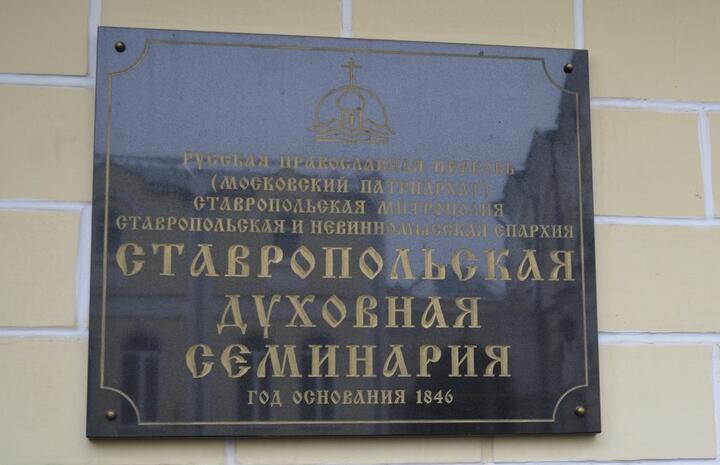 РУССКАЯ ПРАВОСЛАВНАЯ ЦЕРКОВЬ
(МОСКОВСКИЙ ПАТРИАРХАТ)
СТАВРОПОЛЬСКАЯ МИТРОПОЛИЯ
СТАВРОПОЛЬСКАЯ И НЕВИННОМЫССКАЯ ЕПАРХИЯ
СТАВРОПОЛЬСКАЯ
ДУХОВНАЯ
СЕМИНАРИЯ
ГОД ОСНОВАНИЯ 1846